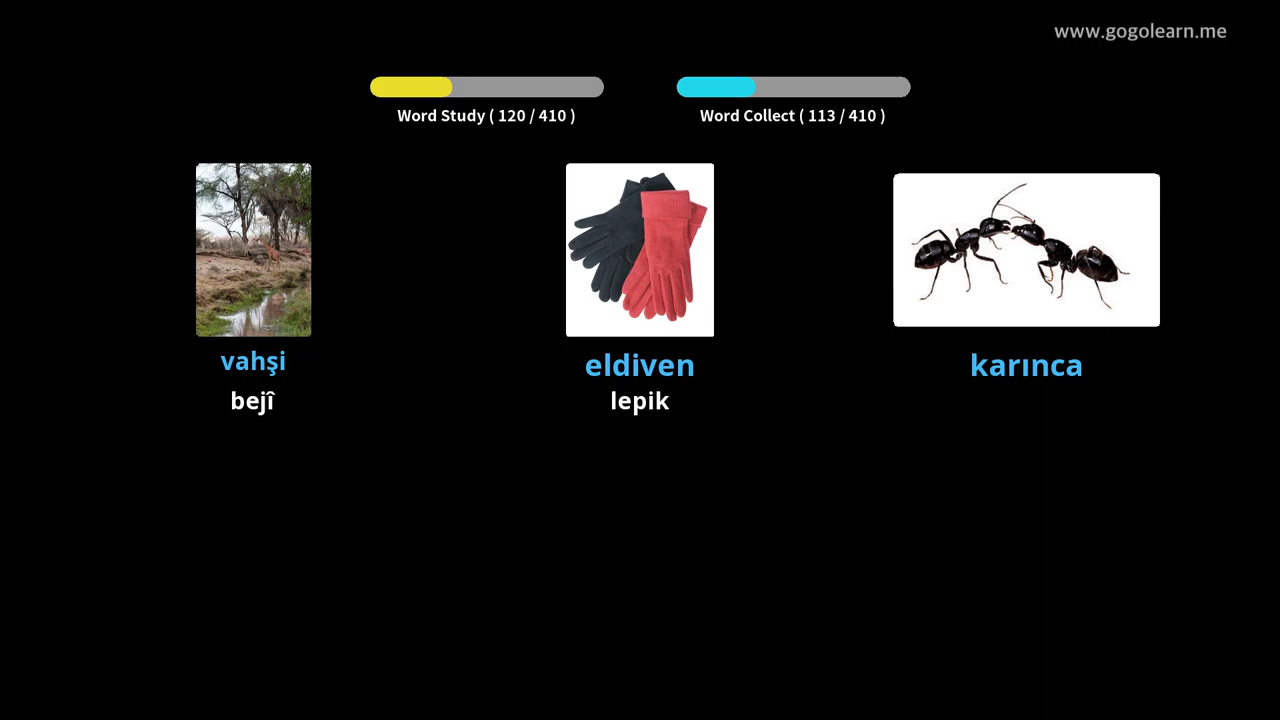 www.gogolearn.me
Word Study ( 120 / 410 )
Word Collect ( 113 / 410 )
vahşi
bejî
eldiven
lepik
karınca